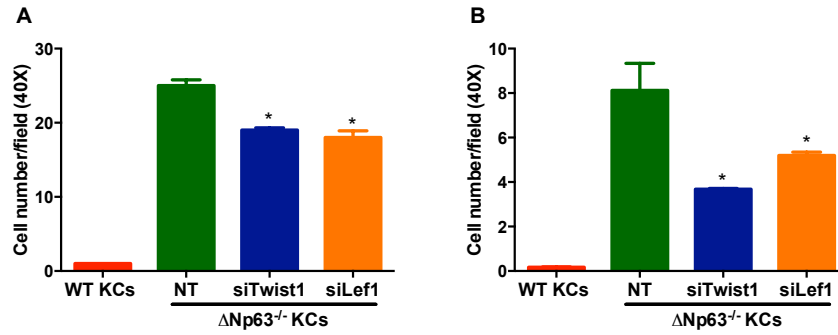 A
Cell number/field (40X)
30
20
10
0
*
*
WT KCs
NT
siTwist1
siLef1
ΔNp63-/- KCs
B
Cell number/field (40X)
10
8
6
4
2
0
*
*
WT KCs
NT
siTwist1
siLef1
ΔNp63-/- KCs